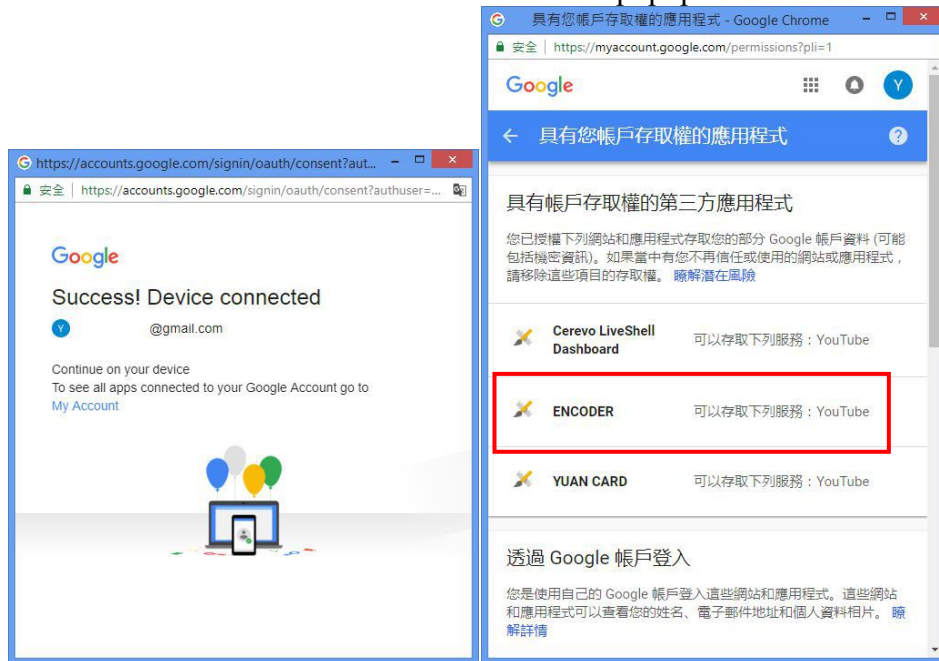 https://accounts.google.com/signin/oauth/consent?aut...
安全 | https://accounts.google.com/signin/oauth/consent?authuser=...
Google
Success! Device connected
Y @gmail.com
Continue on your device
To see all apps connected to your Google Account go to
My Account
具有您帳戶存取權的應用程式 - Google Chrome
安全 | https://myaccount.google.com/permissions?pli=1
Google
Y
具有您帳戶存取權的應用程式
?
具有帳戶存取權的第三方應用程式
您已授權下列網站和應用程式存取您的部分 Google 帳戶資料 (可能
包括機密資訊)。如果當中有您不再信任或使用的網站或應用程式，
請移除這些項目的存取權。 瞭解潛在風險
Cerevo LiveShell
Dashboard
可以存取下列服務：YouTube
ENCODER 可以存取下列服務：YouTube
YUAN CARD 可以存取下列服務：YouTube
透過 Google 帳戶登入
您是使用自己的 Google 帳戶登入這些網站和應用程式。這些網站
和應用程式可以查看您的姓名、電子郵件地址和個人資料相片。 瞭
解詳情